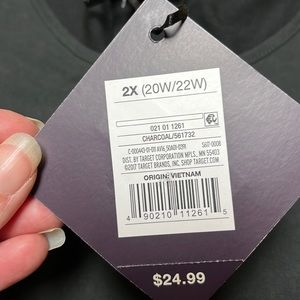 2X (20W/22W)
021 01 1261
CHARCOAL/561732
DIST. BY TARGET CORPORATION MPLS., MN 55403
©2017 TARGET BRANDS, INC. SHOP TARGET.COM
ORIGIN: VIETNAM
4 90210 11261 5
$24.99